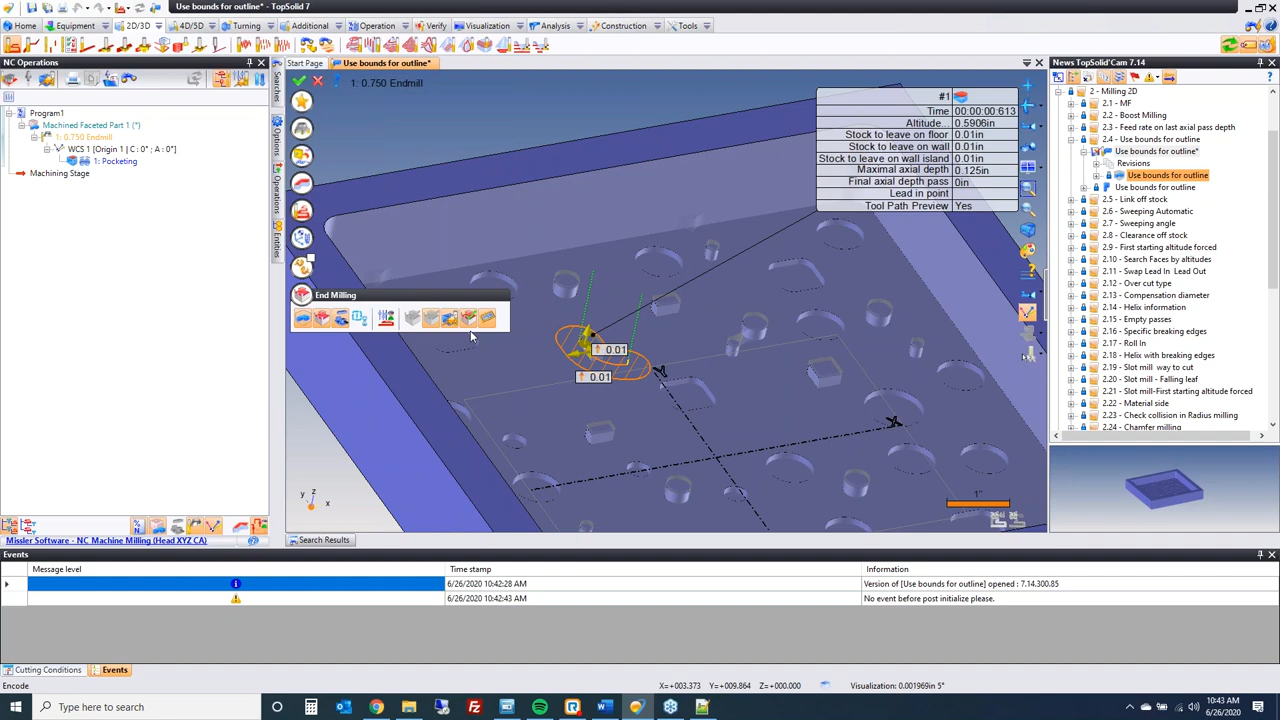 Use bounds for outline* - TopSolid 7
Home Equipment 2D/3D 4D/5D Turning Additional Operation Verify Visualization Analysis Construction Tools
NC Operations
Program1
Machined Faceted Part 1 (*)
1: 0.750 Endmill
WCS 1 [Origin 1 | C : 0° ; A : 0°]
1: Pocketing
Machining Stage
Missler Software - NC Machine Milling (Head XYZ CA)
Searches
Options
Operations
Entities
Start Page Use bounds for outline*
1: 0.750 Endmill
#1
Time 00:00:00:613
Altitude... 0.5906in
Stock to leave on floor 0.01in
Stock to leave on wall 0.01in
Stock to leave on wall island 0.01in
Maximal axial depth 0.125in
Final axial depth pass 0in
Lead in point
Tool Path Preview Yes
End Milling
0.01
0.01
X
1"
y z x
Search Results
News TopSolid'Cam 7.14
2 - Milling 2D
2.1 - MF
2.2 - Boost Milling
2.3 - Feed rate on last axial pass depth
2.4 - Use bounds for outline
Use bounds for outline*
Revisions
Use bounds for outline
Use bounds for outline
2.5 - Link off stock
2.6 - Sweeping Automatic
2.7 - Sweeping angle
2.8 - Clearance off stock
2.9 - First starting altitude forced
2.10 - Search Faces by altitudes
2.11 - Swap Lead In Lead Out
2.12 - Over cut type
2.13 - Compensation diameter
2.14 - Helix information
2.15 - Empty passes
2.16 - Specific breaking edges
2.17 - Roll In
2.18 - Helix with breaking edges
2.19 - Slot mill way to cut
2.20 - Slot mill - Falling leaf
2.21 - Slot mill-First starting altitude forced
2.22 - Material side
2.23 - Check collision in Radius milling
2.24 - Chamfer milling
Events
Message level Time stamp Information
6/26/2020 10:42:28 AM Version of [Use bounds for outline] opened : 7.14.300.85
6/26/2020 10:42:43 AM No event before post initialize please.
Cutting Conditions Events
Encode X=+003.373 Y=+009.864 Z=+000.000 Visualization: 0.001969in 5°
Type here to search
10:43 AM
6/26/2020